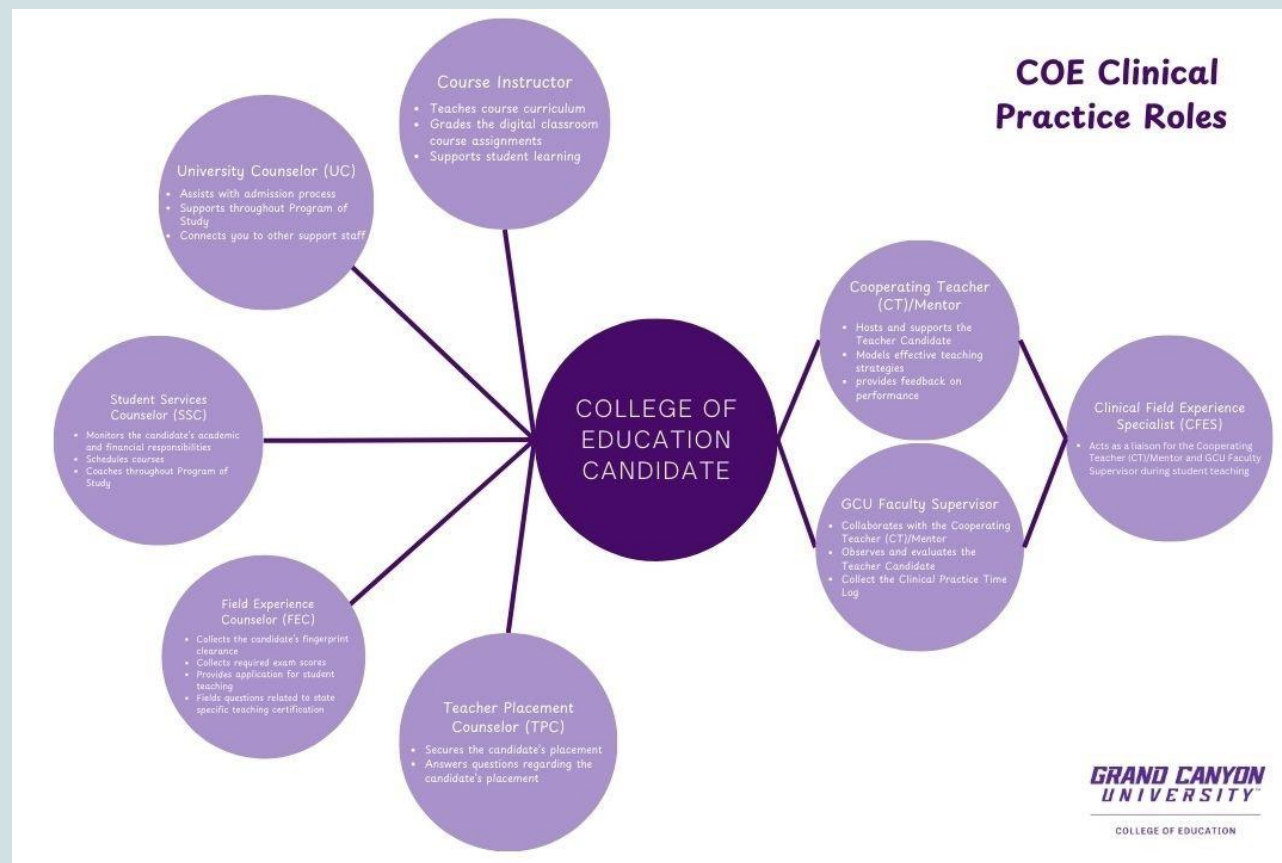 COE Clinical
Practice Roles
Course Instructor
• Teaches course curriculum
• Grades the digital classroom
course assignments
• Supports student learning
University Counselor (UC)
• Assists with admission process
• Supports throughout Program of
Study
• Connects you to other support staff
Student Services
Counselor (SSC)
• Monitors the candidate's academic
and financial responsibilities
• Schedules courses
• Coaches throughout Program of
Study
Field Experience
Counselor (FEC)
• Collects the candidate's fingerprint
clearance
• Collects required exam scores
• Provides application for student
teaching
• Fields questions related to state
specific teaching certification
Teacher Placement
Counselor (TPC)
• Secures the candidate's placement
• Answers questions regarding the
candidate's placement
COLLEGE OF
EDUCATION
CANDIDATE
Cooperating Teacher
(CT)/Mentor
• Hosts and supports the
Teacher Candidate
• Models effective teaching
strategies
• provides feedback on
performance
GCU Faculty Supervisor
• Collaborates with the Cooperating
Teacher (CT)/Mentor
• Observes and evaluates the
Teacher Candidate
• Collect the Clinical Practice Time
Log
Clinical Field Experience
Specialist (CFES)
• Acts as a liaison for the Cooperating
Teacher (CT)/Mentor and GCU Faculty
Supervisor during student teaching
GRAND CANYON
UNIVERSITY™
COLLEGE OF EDUCATION